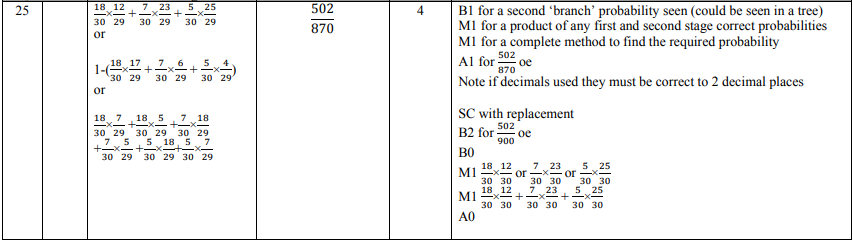 25
18/30 × 12/29 + 7/30 × 23/29 + 5/30 × 25/29
or
1-(18/30 × 17/29 + 7/30 × 6/29 + 5/30 × 4/29)
or
18/30 × 7/29 + 18/30 × 5/29 + 7/30 × 18/29
+ 7/30 × 5/29 + 5/30 × 18/29 + 5/30 × 7/29
502/870
4
B1 for a second ‘branch’ probability seen (could be seen in a tree)
M1 for a product of any first and second stage correct probabilities
M1 for a complete method to find the required probability
A1 for 502/870 oe
Note if decimals used they must be correct to 2 decimal places
SC with replacement
B2 for 502/900 oe
B0
M1 18/30 × 12/30 or 7/30 × 23/30 or 5/30 × 25/30
M1 18/30 × 12/30 + 7/30 × 23/30 + 5/30 × 25/30
A0